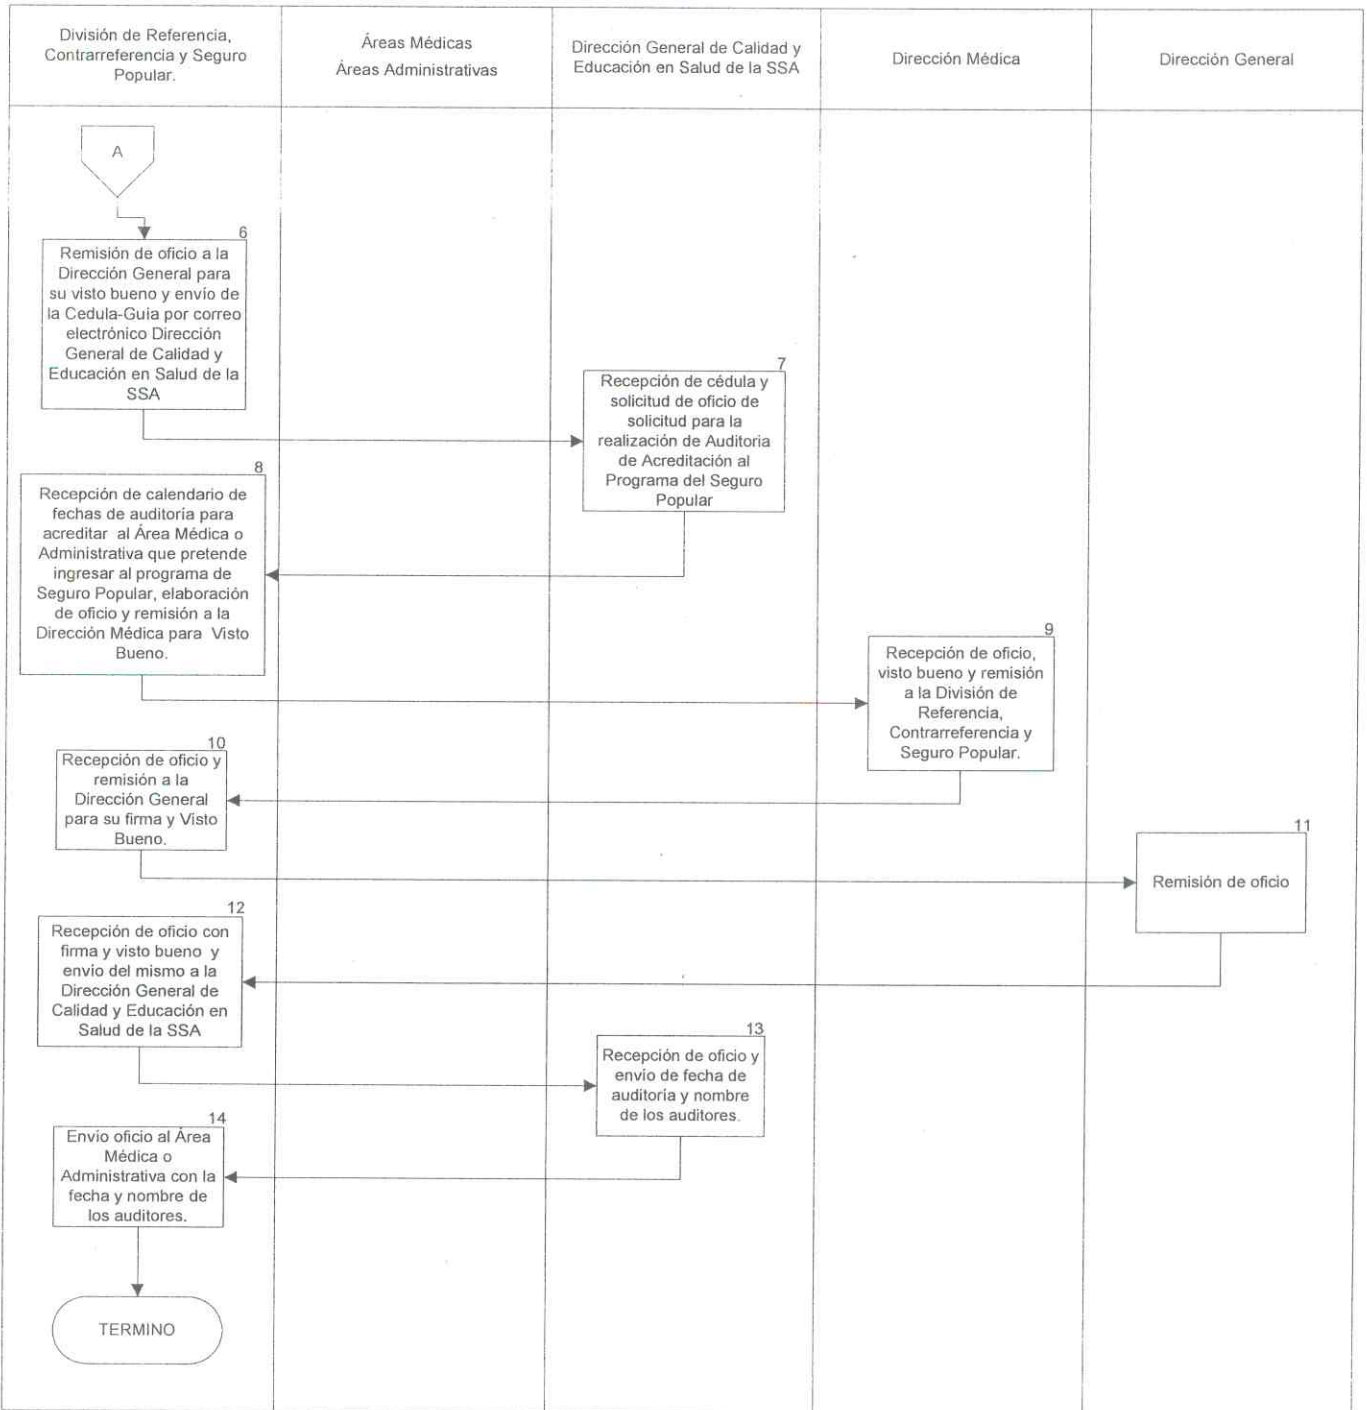 División de Referencia,
Contrarreferencia y Seguro
Popular.
Áreas Médicas
Áreas Administrativas
Dirección General de Calidad y
Educación en Salud de la SSA
Dirección Médica
Dirección General
A
6
Remisión de oficio a la
Dirección General para
su visto bueno y envío de
la Cedula-Guia por correo
electrónico Dirección
General de Calidad y
Educación en Salud de la
SSA
7
Recepción de cédula y
solicitud de oficio de
solicitud para la
realización de Auditoria
de Acreditación al
Programa del Seguro
Popular
8
Recepción de calendario de
fechas de auditoría para
acreditar al Área Médica o
Administrativa que pretende
ingresar al programa de
Seguro Popular, elaboración
de oficio y remisión a la
Dirección Médica para Visto
Bueno.
9
Recepción de oficio,
visto bueno y remisión
a la División de
Referencia,
Contrarreferencia y
Seguro Popular.
10
Recepción de oficio y
remisión a la
Dirección General
para su firma y Visto
Bueno.
11
Remisión de oficio
12
Recepción de oficio con
firma y visto bueno y
envío del mismo a la
Dirección General de
Calidad y Educación en
Salud de la SSA
13
Recepción de oficio y
envío de fecha de
auditoría y nombre
de los auditores.
14
Envío oficio al Área
Médica o
Administrativa con la
fecha y nombre de
los auditores.
TERMINO